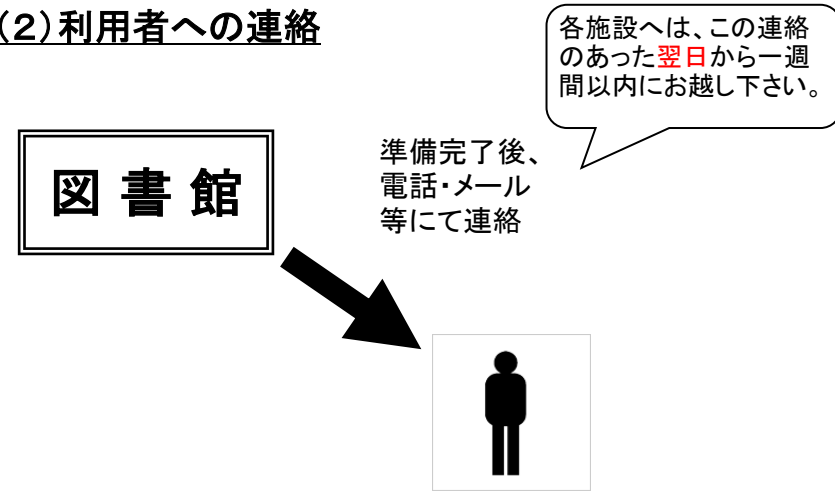 (2)利用者への連絡
各施設へは、この連絡
のあった翌日から一週
間以内にお越し下さい。
図書館
準備完了後、
電話・メール
等にて連絡